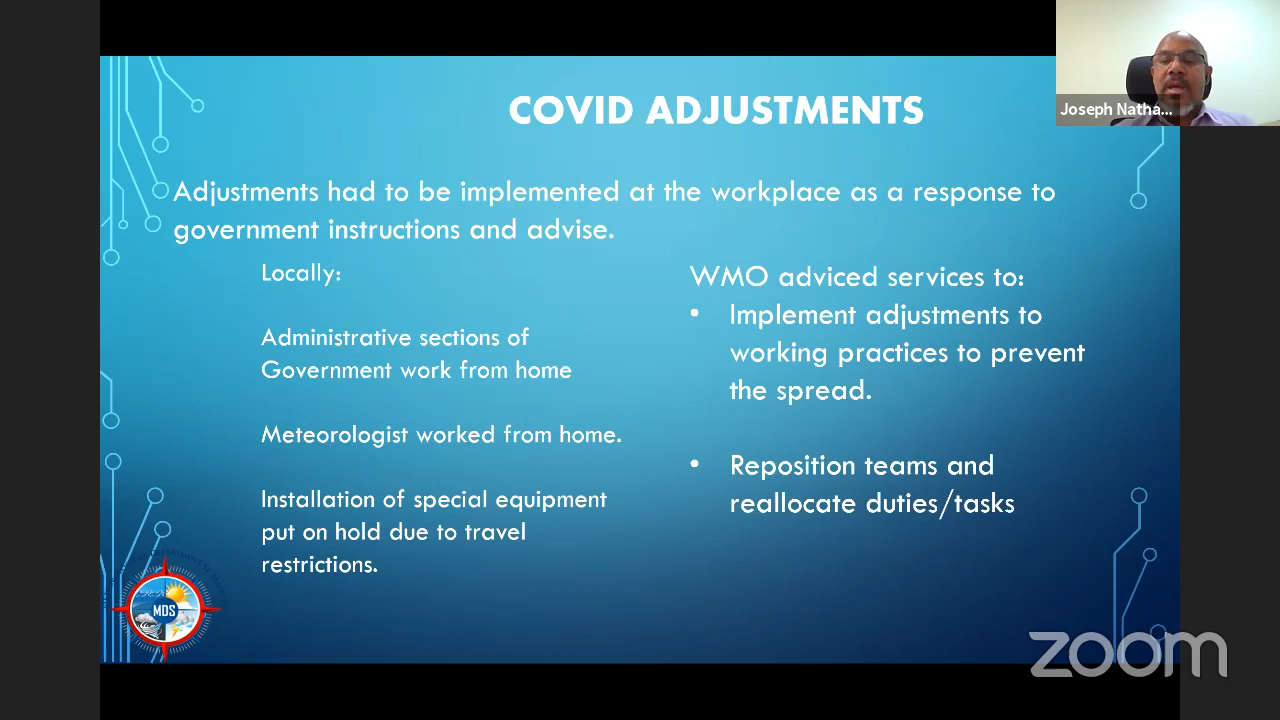 COVID ADJUSTMENTS
Joseph Natha...
Adjustments had to be implemented at the workplace as a response to
government instructions and advise.
Locally:
Administrative sections of
Government work from home
Meteorologist worked from home.
Installation of special equipment
put on hold due to travel
restrictions.
WMO adviced services to:
• Implement adjustments to
working practices to prevent
the spread.
• Reposition teams and
reallocate duties/tasks
MDS
zoom